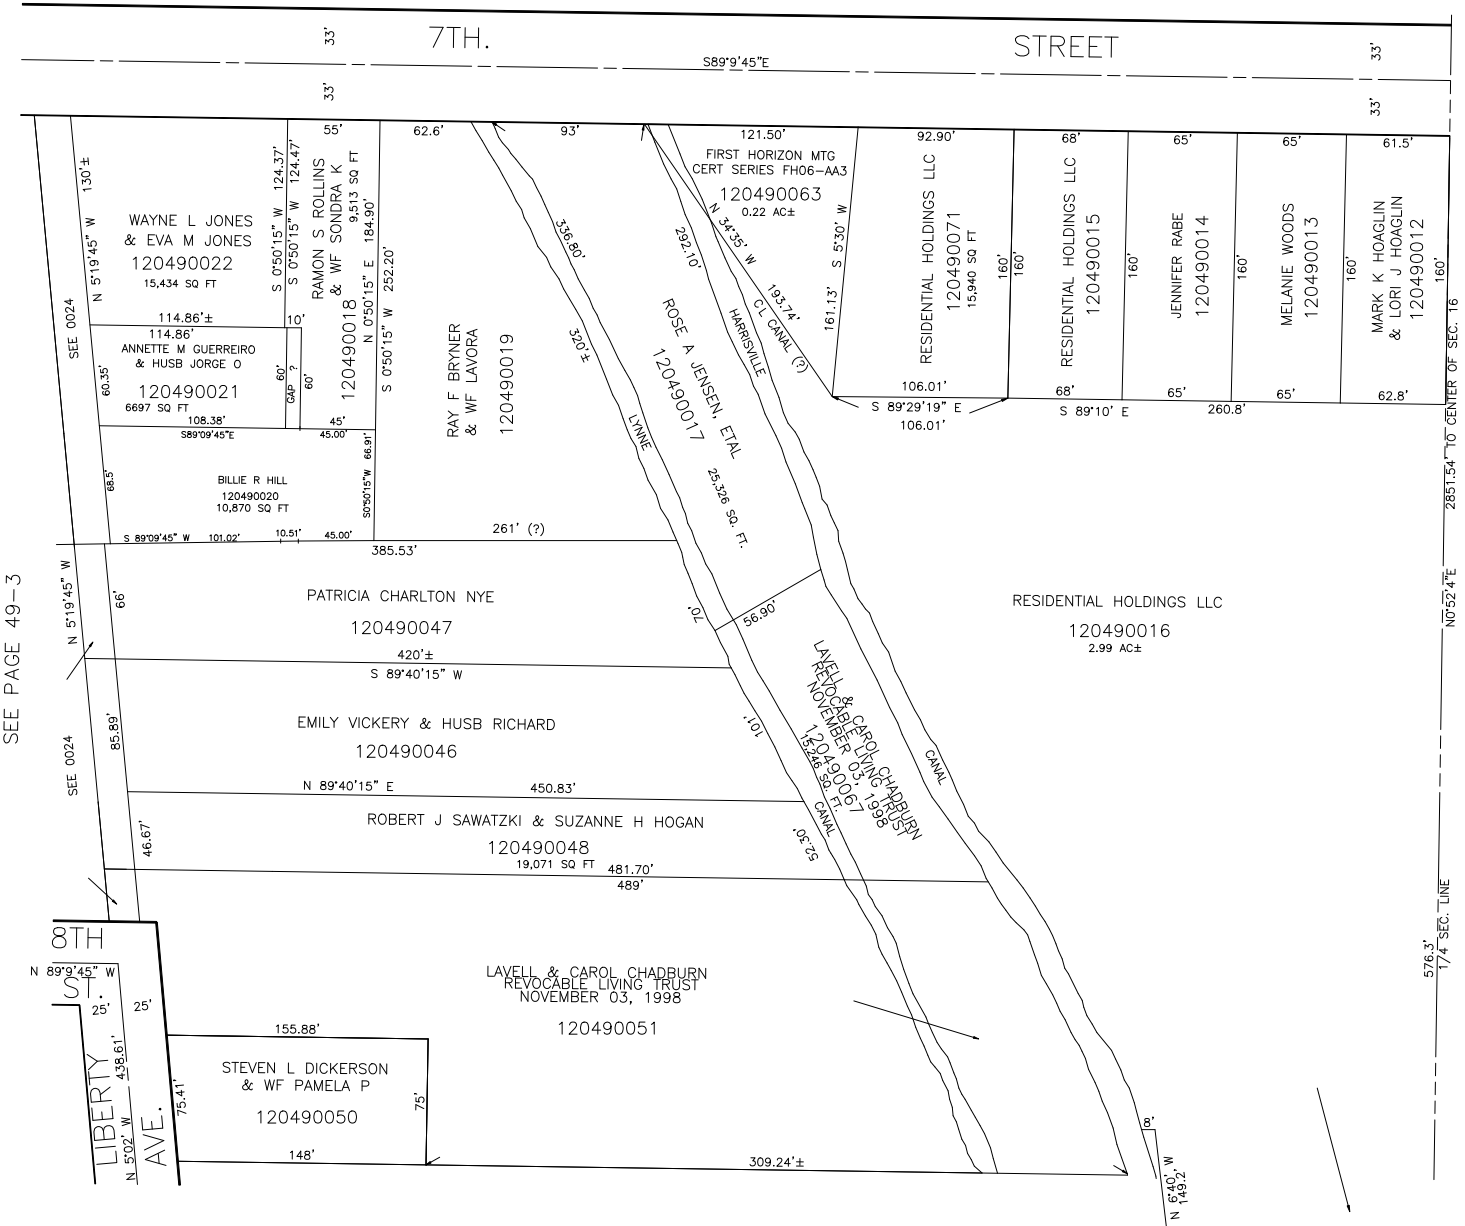 33'
7TH.
STREET
33'
S89°9'45"E
33'
33'
55'
62.6'
93'
121.50'
92.90'
68'
65'
65'
61.5'
130'±
N 5°19'45" W
WAYNE L JONES
& EVA M JONES
120490022
15,434 SQ FT
S 0°50'15" W 124.37'
S 0°50'15" W 124.47'
RAMON S ROLLINS
& WF SONDRA K
120490018
9,513 SQ FT
N 0°50'15" E 184.90'
S 0°50'15" W 252.20'
114.86'±
10'
114.86'
ANNETTE M GUERREIRO
& HUSB JORGE O
120490021
6697 SQ FT
108.38'
S89°09'45"E
60.35'
60'
GAP ?
60'
45'
45.00'
SEE 0024
BILLIE R HILL
120490020
10,870 SQ FT
68.5'
S0°50'15"W 66.91'
S 89°09'45" W 101.02' 10.51' 45.00'
RAY F BRYNER
& WF LAVORA
120490019
336.80'
320'±
LYNNE
261' (?)
385.53'
ROSE A JENSEN, ETAL
120490017
25,326 SQ. FT.
292.10'
HARRISVILLE
CL CANAL (?)
N 34°35' W
193.74'
FIRST HORIZON MTG
CERT SERIES FH06-AA3
120490063
0.22 AC±
S 5°30' W
161.13'
RESIDENTIAL HOLDINGS LLC
120490071
15,940 SQ FT
160'
160'
RESIDENTIAL HOLDINGS LLC
120490015
160'
JENNIFER RABE
120490014
160'
MELANIE WOODS
120490013
160'
MARK K HOAGLIN
& LORI J HOAGLIN
120490012
160'
106.01'
68'
65'
65'
62.8'
S 89°29'19" E
106.01'
S 89°10' E
260.8'
2851.54' TO CENTER OF SEC. 16
N0°52'4"E
576.3'
1/4 SEC. LINE
SEE PAGE 49-3
N 5°19'45" W
66'
PATRICIA CHARLTON NYE
120490047
420'±
S 89°40'15" W
70'
56.90'
RESIDENTIAL HOLDINGS LLC
120490016
2.99 AC±
SEE 0024
85.89'
EMILY VICKERY & HUSB RICHARD
120490046
N 89°40'15" E
450.83'
101'
LAVELL & CAROL CHADBURN
REVOCABLE LIVING TRUST
NOVEMBER 03, 1998
120490067
15,246 SQ. FT.
CANAL
CANAL
46.67'
ROBERT J SAWATZKI & SUZANNE H HOGAN
120490048
19,071 SQ FT
481.70'
489'
52.30'
8TH
ST.
N 89°9'45" W
25'
25'
438.61'
LIBERTY
AVE.
N 5°02' W
LAVELL & CAROL CHADBURN
REVOCABLE LIVING TRUST
NOVEMBER 03, 1998
120490051
155.88'
STEVEN L DICKERSON
& WF PAMELA P
120490050
75.41'
75'
148'
309.24'±
8'
N 6°40' W
149.2'